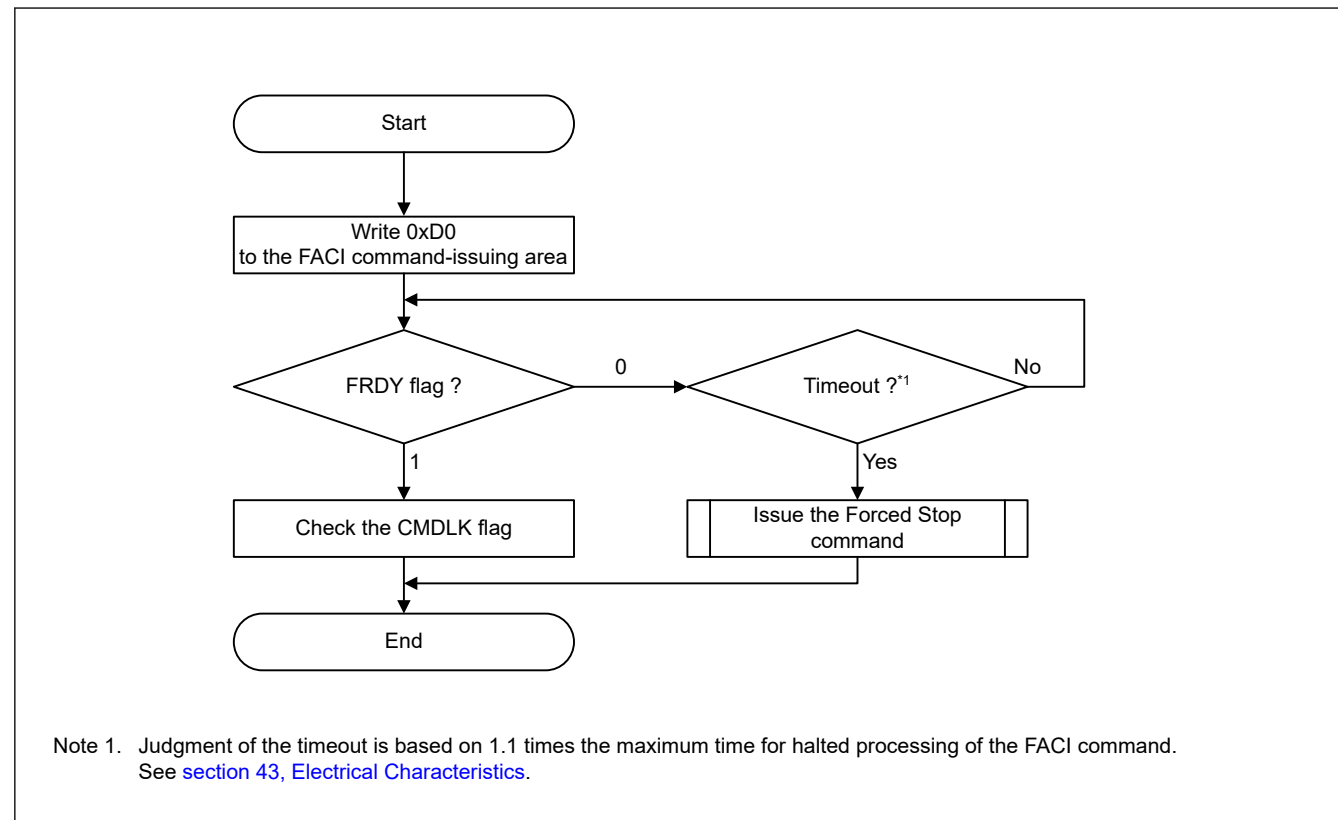 Start
Write 0xD0
to the FACI command-issuing area
FRDY flag ?
0
Timeout ?*1
No
1
Yes
Check the CMDLK flag
Issue the Forced Stop
command
End
Note 1. Judgment of the timeout is based on 1.1 times the maximum time for halted processing of the FACI command.
See section 43, Electrical Characteristics.